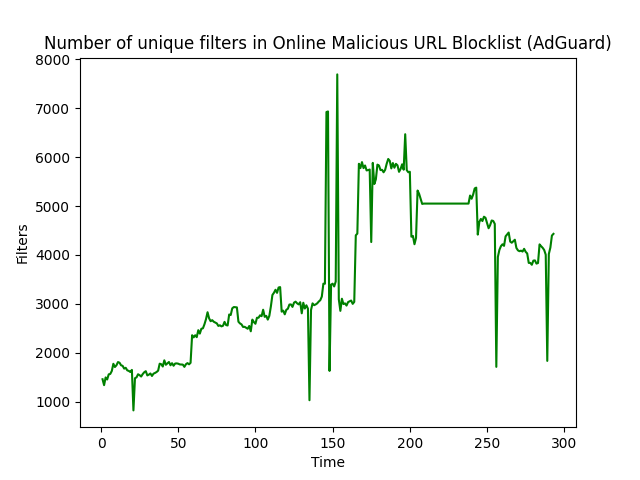 Number of unique filters in Online Malicious URL Blocklist (AdGuard)
8000
7000
6000
5000
4000
3000
2000
1000
Filters
0 50 100 150 200 250 300
Time